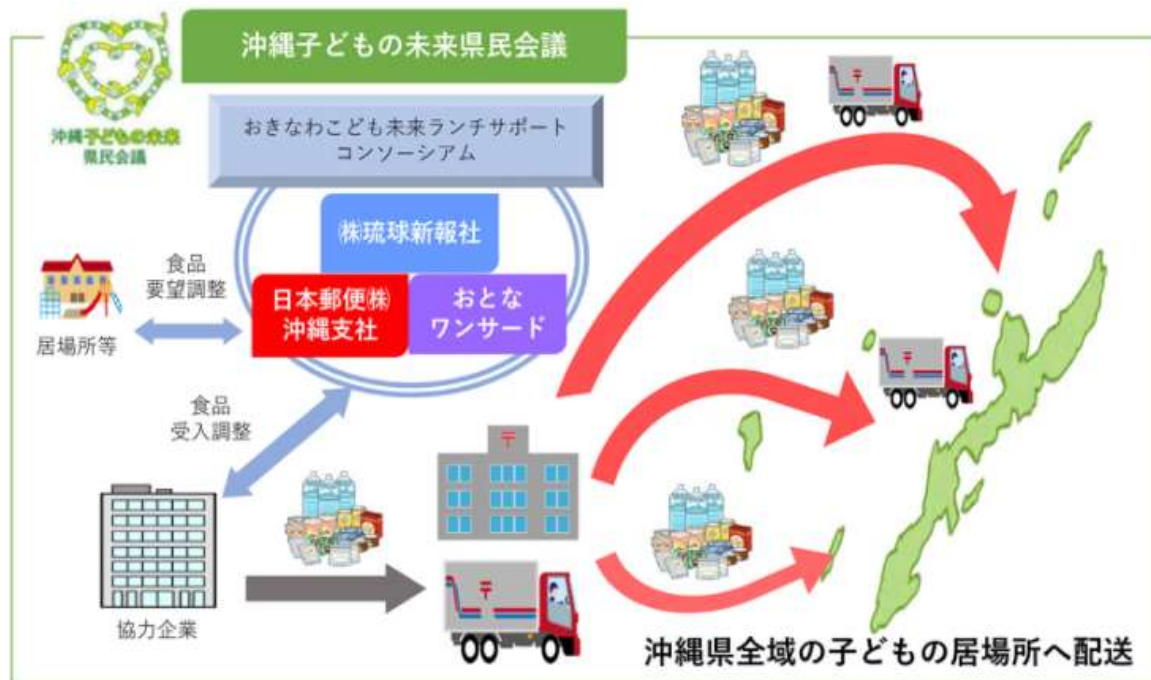 沖縄子どもの未来県民会議
沖縄子どもの未来
県民会議
おきなわこども未来ランチサポート
コンソーシアム
㈱琉球新報社
日本郵便㈱
沖縄支社
おとな
ワンサード
食品
要望調整
居場所等
食品
受入調整
協力企業
〒
〒
〒
〒
沖縄県全域の子どもの居場所へ配送